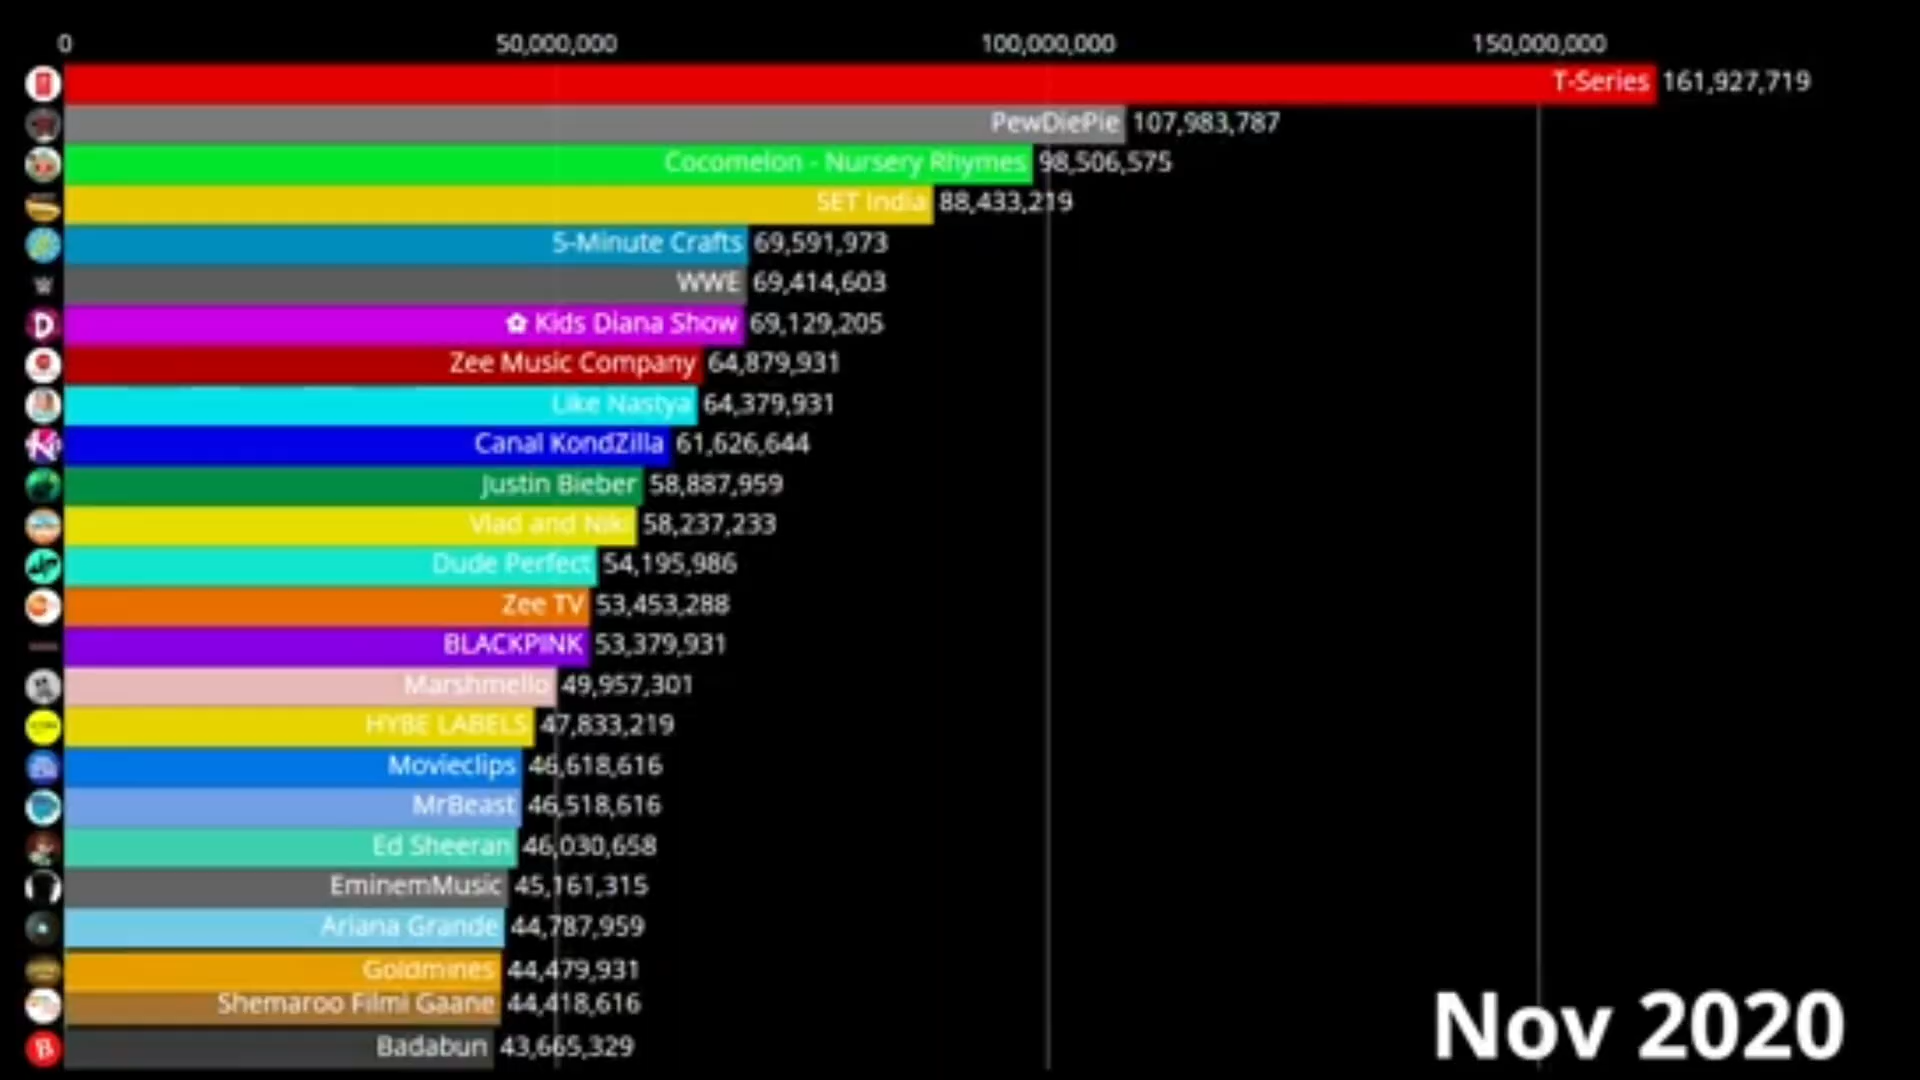 0 50,000,000 100,000,000 150,000,000
T-Series 161,927,719
PewDiePie 107,983,787
Cocomelon - Nursery Rhymes 98,506,575
SET India 88,433,219
5-Minute Crafts 69,591,973
WWE 69,414,603
D ✿ Kids Diana Show 69,129,205
Zee Music Company 64,879,931
Like Nastya 64,379,931
Canal KondZilla 61,626,644
Justin Bieber 58,887,959
Vlad and Niki 58,237,233
Dude Perfect 54,195,986
Zee TV 53,453,288
BLACKPINK 53,379,931
Marshmello 49,957,301
HYBE LABELS 47,833,219
Movieclips 46,618,616
MrBeast 46,518,616
Ed Sheeran 46,030,658
EminemMusic 45,161,315
Ariana Grande 44,787,959
Goldmines 44,479,931
Shemaroo Filmi Gaane 44,418,616
B Badabun 43,665,329
Nov 2020